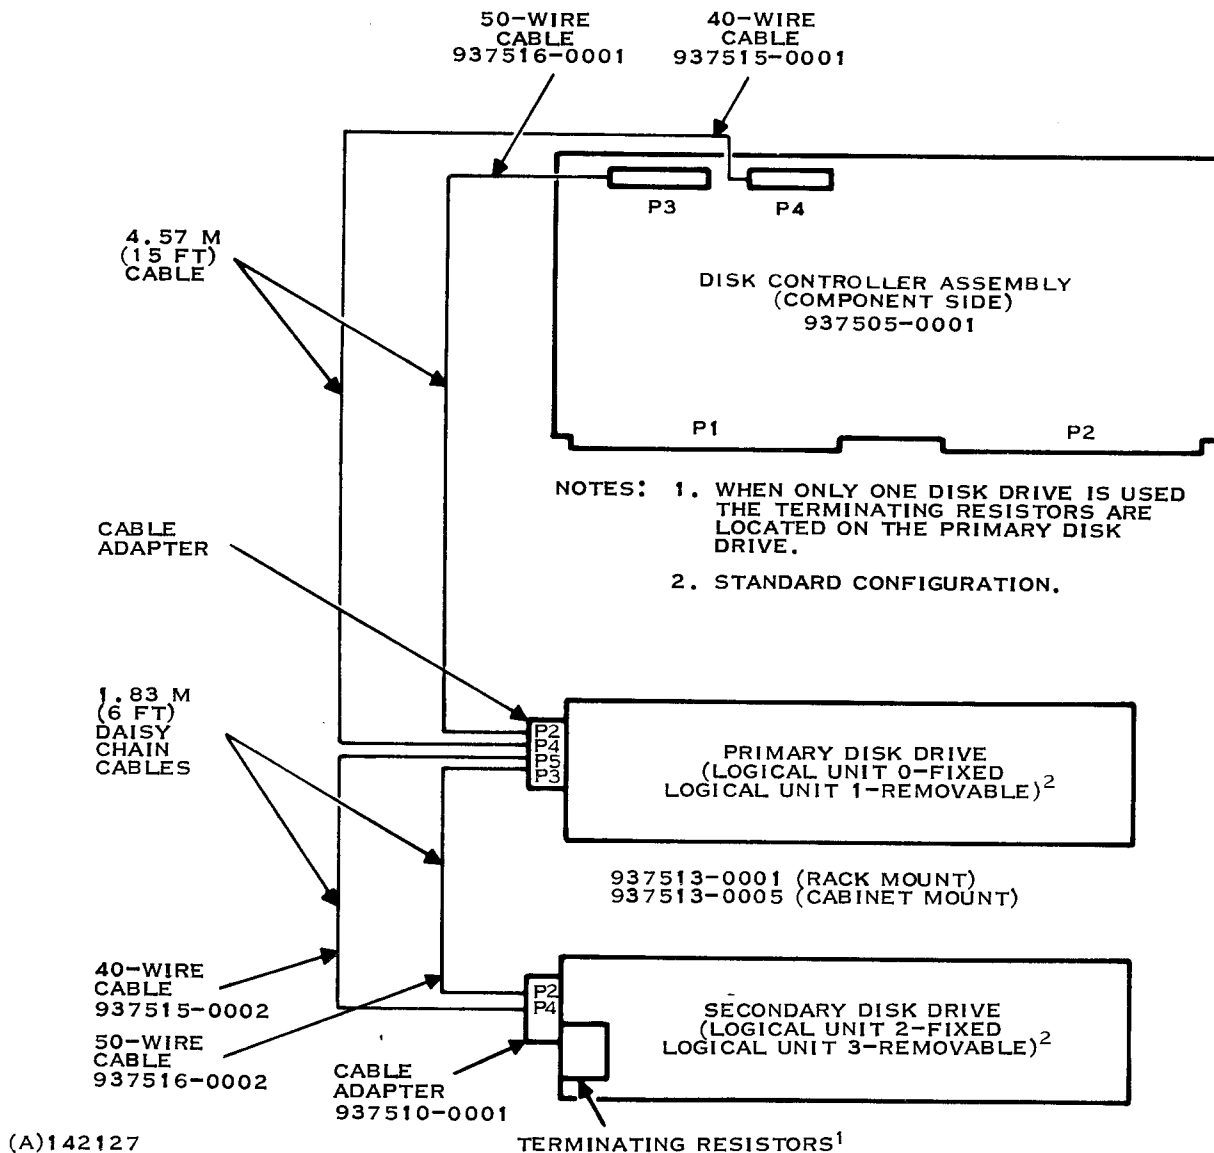 50-WIRE
CABLE
937516-0001
40-WIRE
CABLE
937515-0001
P3
P4
4.57 M
(15 FT)
CABLE
DISK CONTROLLER ASSEMBLY
(COMPONENT SIDE)
937505-0001
P1
P2
NOTES: 1. WHEN ONLY ONE DISK DRIVE IS USED
THE TERMINATING RESISTORS ARE
LOCATED ON THE PRIMARY DISK
DRIVE.
2. STANDARD CONFIGURATION.
CABLE
ADAPTER
1.83 M
(6 FT)
DAISY
CHAIN
CABLES
P2
P4
P5
P3
PRIMARY DISK DRIVE
(LOGICAL UNIT 0-FIXED
LOGICAL UNIT 1-REMOVABLE)²
937513-0001 (RACK MOUNT)
937513-0005 (CABINET MOUNT)
40-WIRE
CABLE
937515-0002
50-WIRE
CABLE
937516-0002
P2
P4
SECONDARY DISK DRIVE
(LOGICAL UNIT 2-FIXED
LOGICAL UNIT 3-REMOVABLE)²
CABLE
ADAPTER
937510-0001
TERMINATING RESISTORS¹
(A)142127